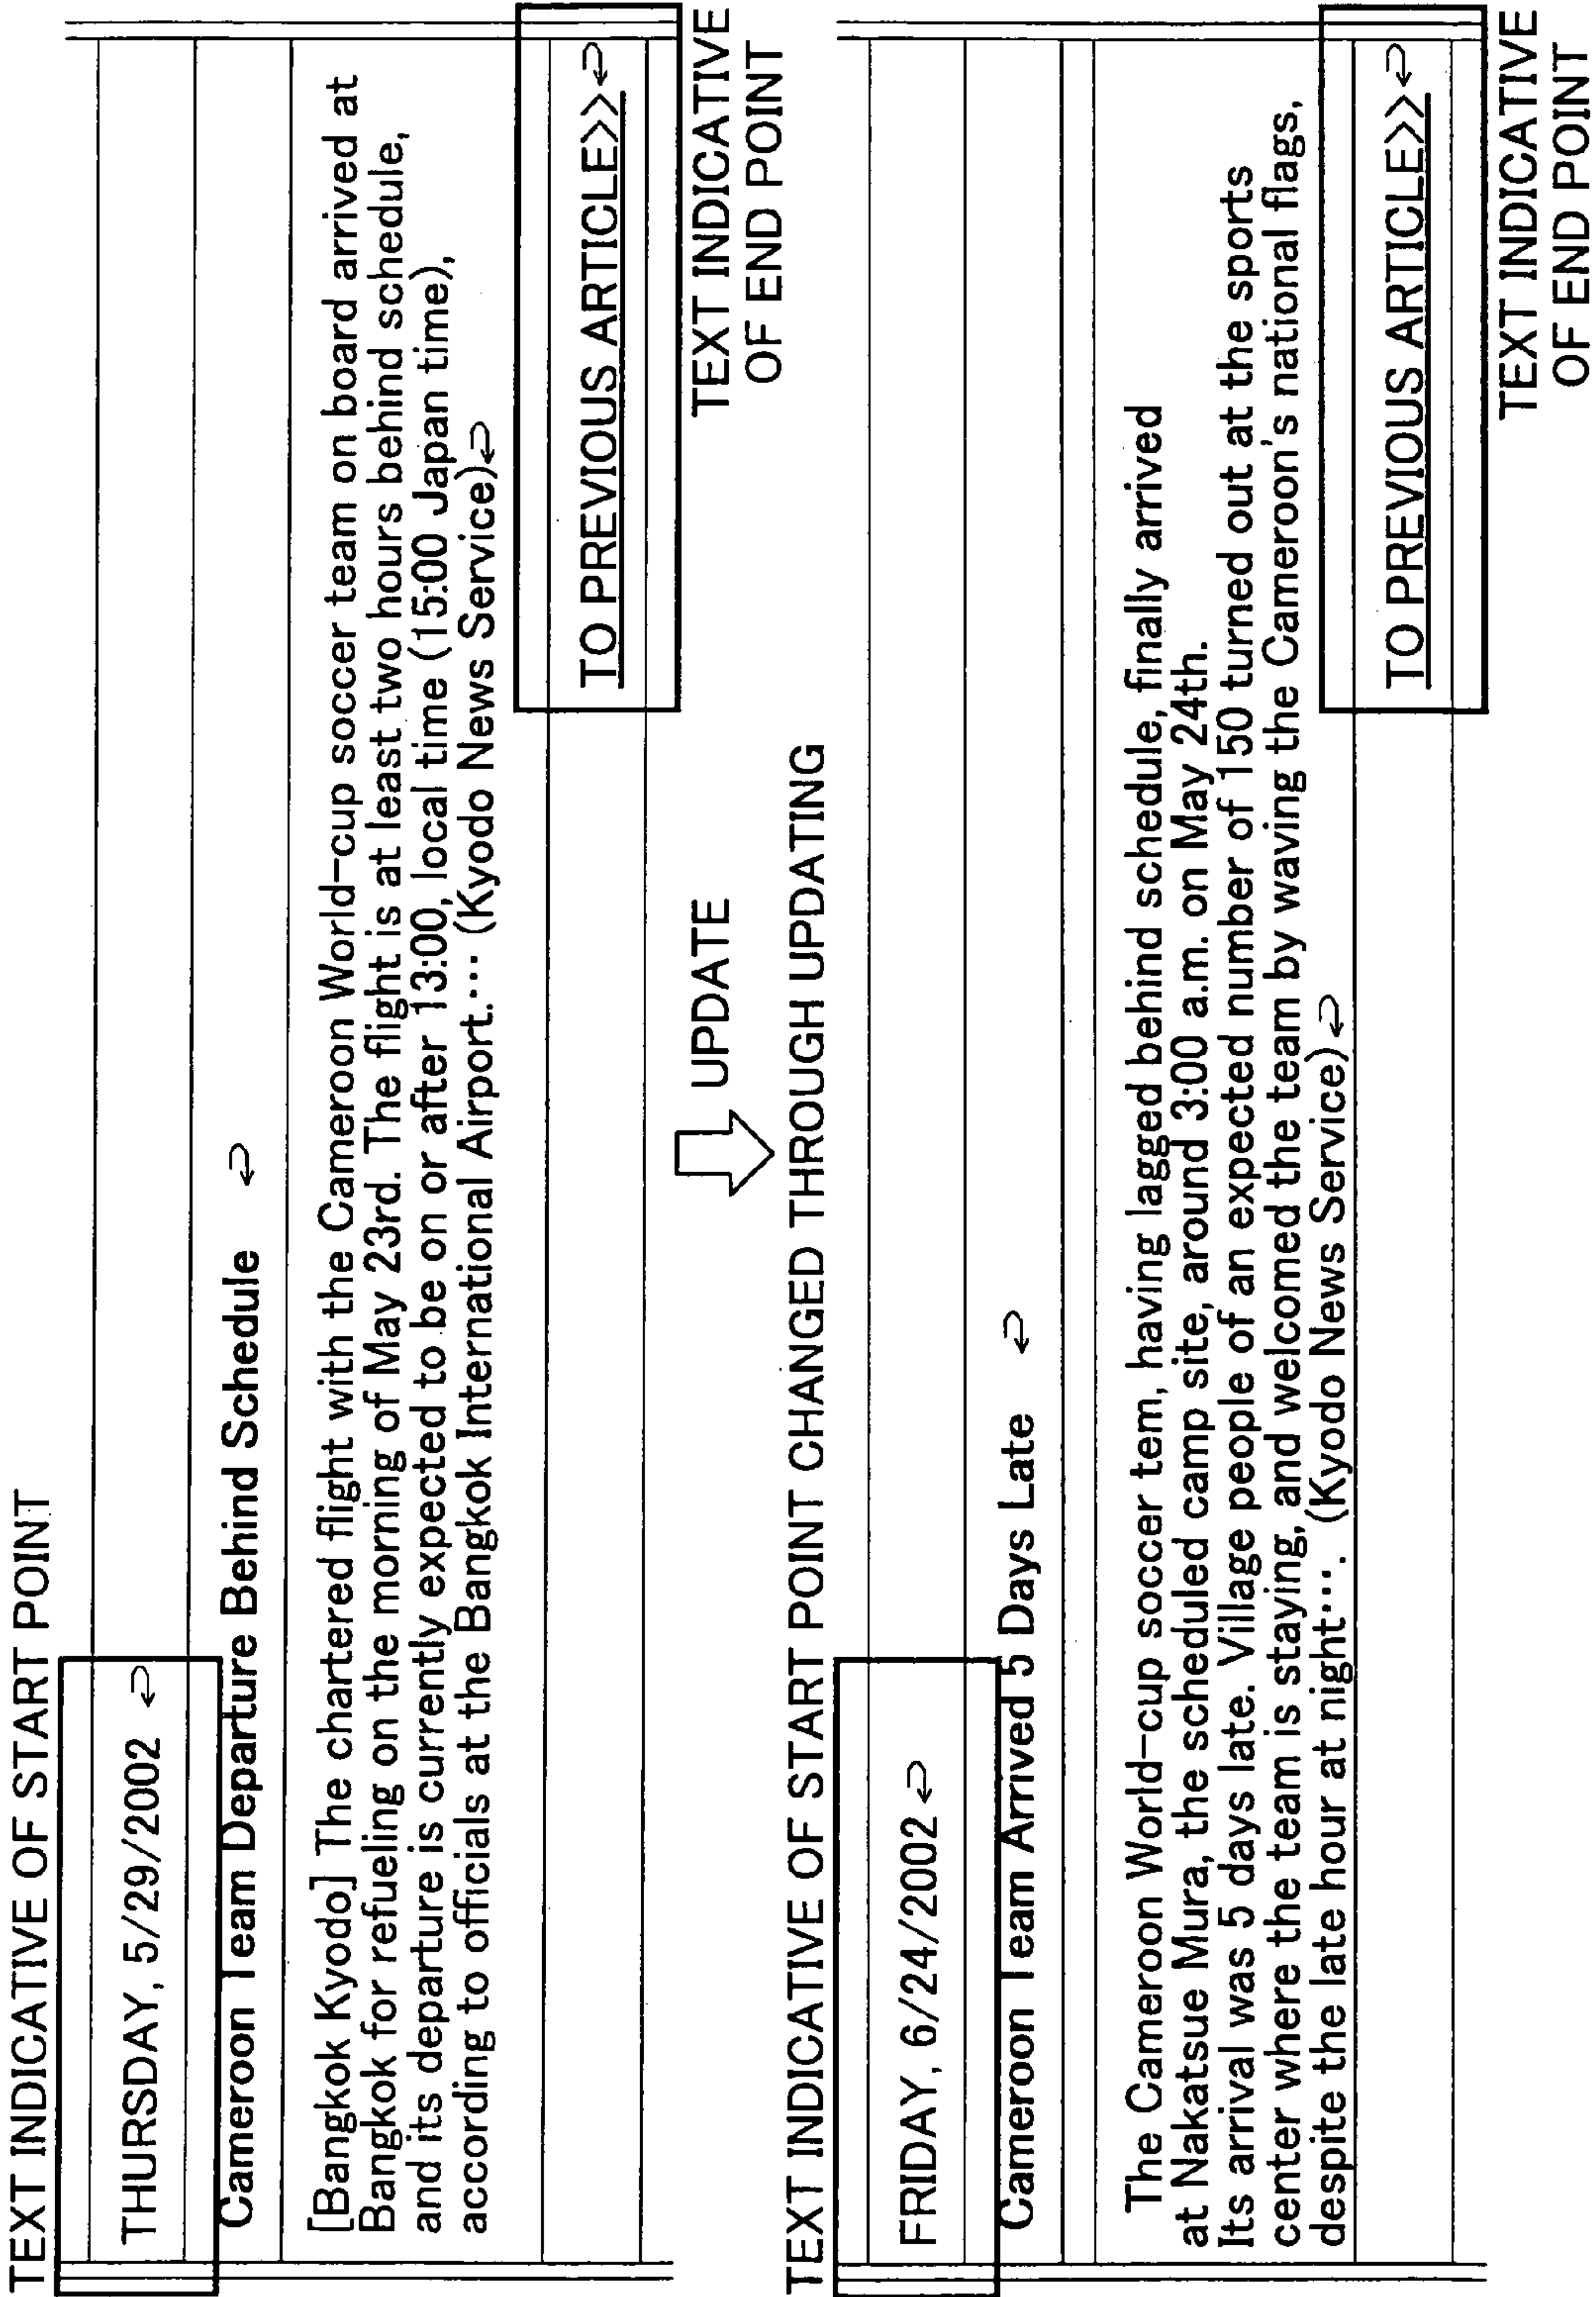 TEXT INDICATIVE OF START POINT
THURSDAY, 5/29/2002
Cameroon Team Departure Behind Schedule
[Bangkok Kyodo] The chartered flight with the Cameroon World-cup soccer team on board arrived at
Bangkok for refueling on the morning of May 23rd. The flight is at least two hours behind schedule,
and its departure is currently expected to be on or after 13:00, local time (15:00 Japan time),
according to officials at the Bangkok International Airport.… (Kyodo News Service)
TO PREVIOUS ARTICLE>>
TEXT INDICATIVE
OF END POINT
UPDATE
TEXT INDICATIVE OF START POINT CHANGED THROUGH UPDATING
FRIDAY, 6/24/2002
Cameroon Team Arrived 5 Days Late
The Cameroon World-cup soccer tem, having lagged behind schedule, finally arrived
at Nakatsue Mura, the scheduled camp site, around 3:00 a.m. on May 24th.
Its arrival was 5 days late. Village people of an expected number of 150 turned out at the sports
center where the team is staying, and welcomed the team by waving the Cameroon's national flags,
despite the late hour at night…. (Kyodo News Service)
TO PREVIOUS ARTICLE>>
TEXT INDICATIVE
OF END POINT